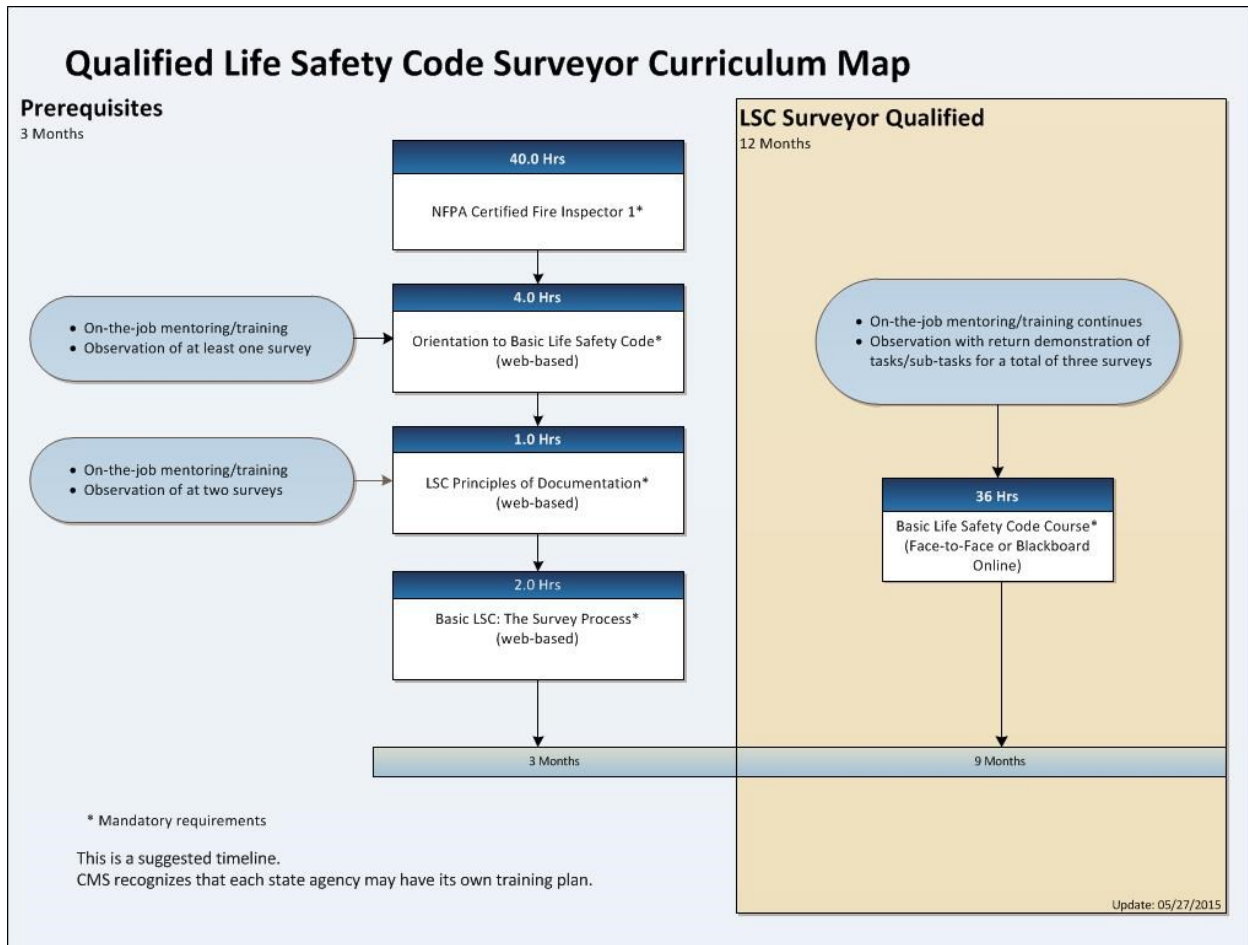 Qualified Life Safety Code Surveyor Curriculum Map
Prerequisites
3 Months
40.0 Hrs
NFPA Certified Fire Inspector 1*
• On-the-job mentoring/training
• Observation of at least one survey
4.0 Hrs
Orientation to Basic Life Safety Code*
(web-based)
• On-the-job mentoring/training
• Observation of at two surveys
1.0 Hrs
LSC Principles of Documentation*
(web-based)
2.0 Hrs
Basic LSC: The Survey Process*
(web-based)
3 Months
LSC Surveyor Qualified
12 Months
• On-the-job mentoring/training continues
• Observation with return demonstration of
tasks/sub-tasks for a total of three surveys
36 Hrs
Basic Life Safety Code Course*
(Face-to-Face or Blackboard
Online)
9 Months
* Mandatory requirements
This is a suggested timeline.
CMS recognizes that each state agency may have its own training plan.
Update: 05/27/2015